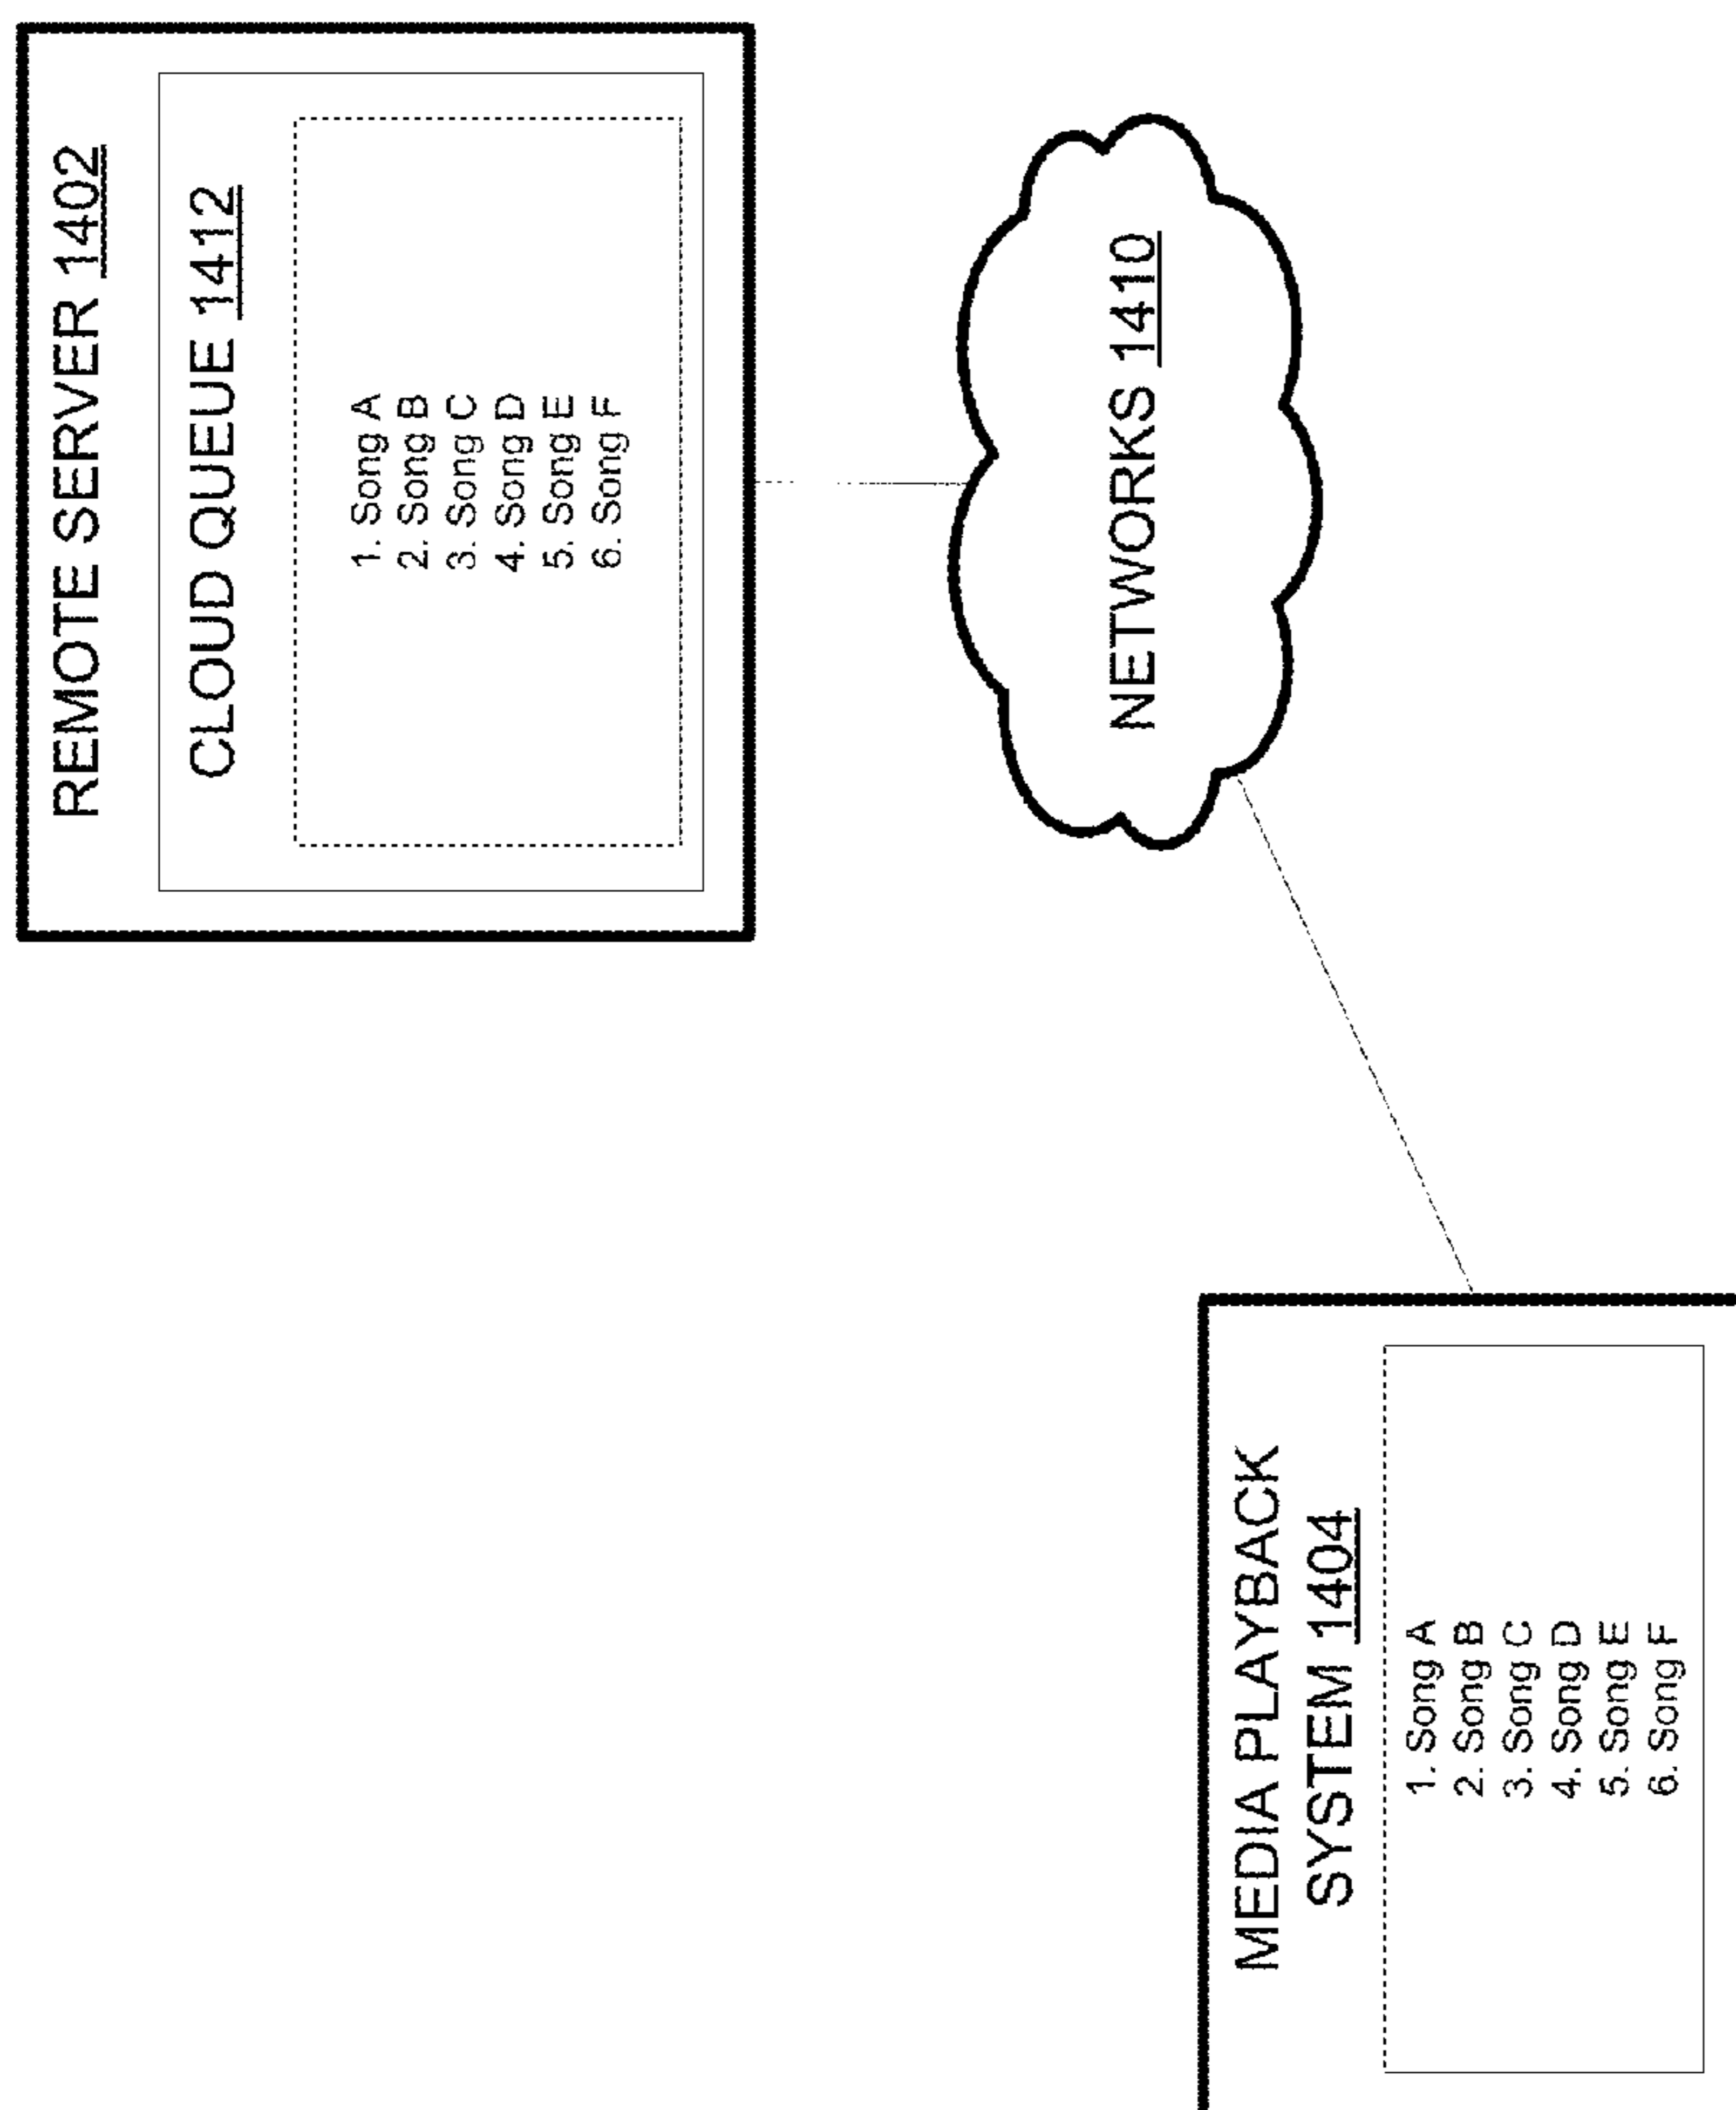 REMOTE SERVER 1402
CLOUD QUEUE 1412
1. Song A
2. Song B
3. Song C
4. Song D
5. Song E
6. Song F
NETWORKS 1410
MEDIA PLAYBACK
SYSTEM 1404
1. Song A
2. Song B
3. Song C
4. Song D
5. Song E
6. Song F